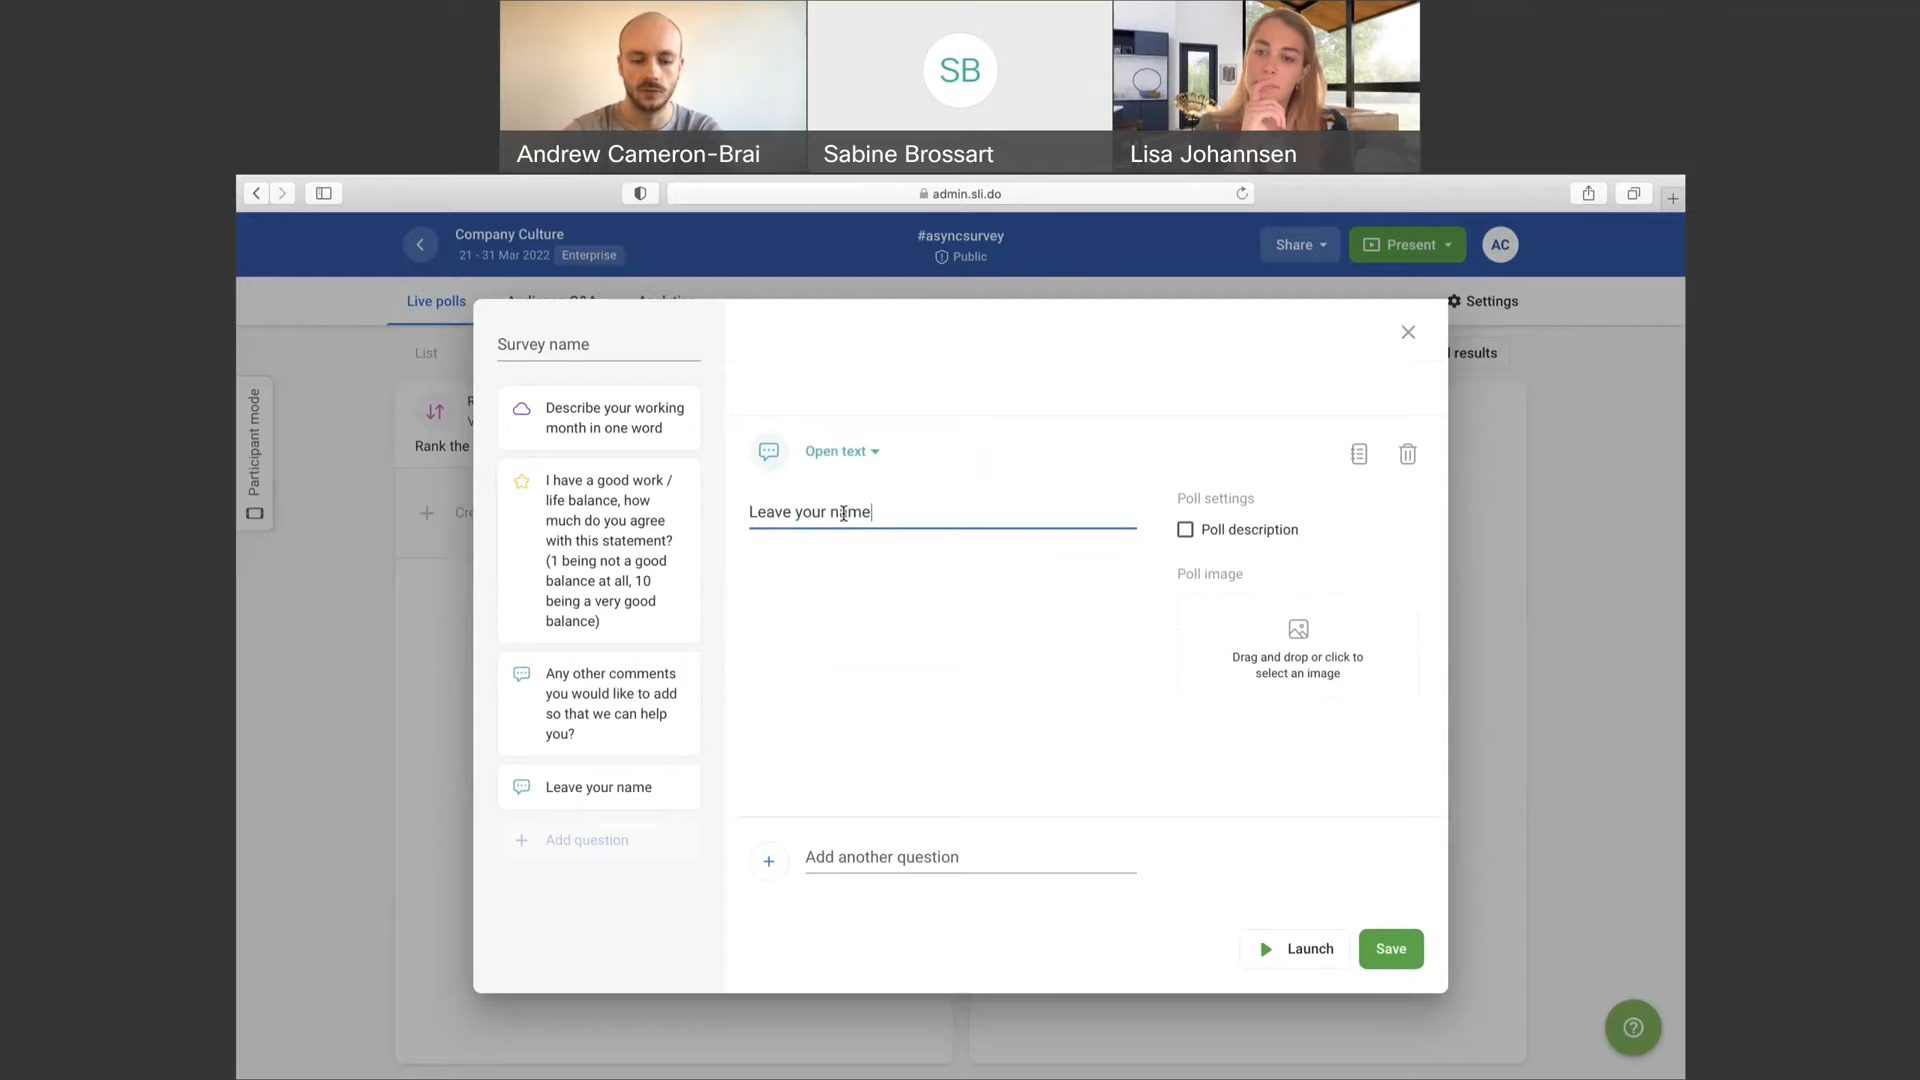 SB
Andrew Cameron-Brai
Sabine Brossart
Lisa Johannsen
admin.sli.do
Company Culture
21 - 31 Mar 2022 Enterprise
#asyncsurvey
Public
Share
Present
AC
Live polls
Settings
List
results
Participant mode
Rank the
Survey name
Describe your working
month in one word
I have a good work /
life balance, how
much do you agree
with this statement?
(1 being not a good
balance at all, 10
being a very good
balance)
Any other comments
you would like to add
so that we can help
you?
Leave your name
Add question
Open text
Leave your name
Poll settings
Poll description
Poll image
Drag and drop or click to
select an image
Add another question
Launch
Save